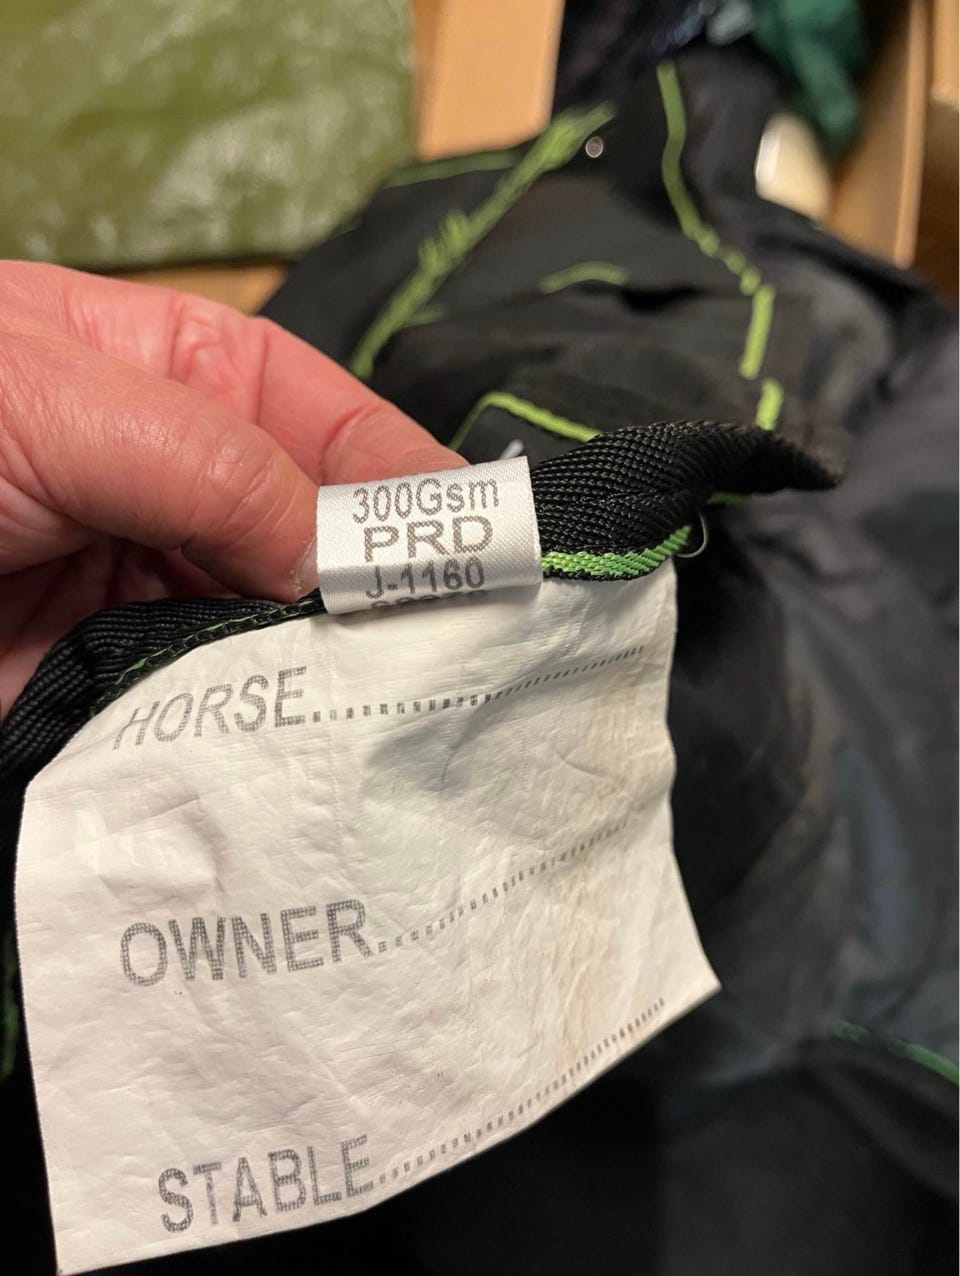 300Gsm
PRD
J-1160
HORSE
OWNER
STABLE